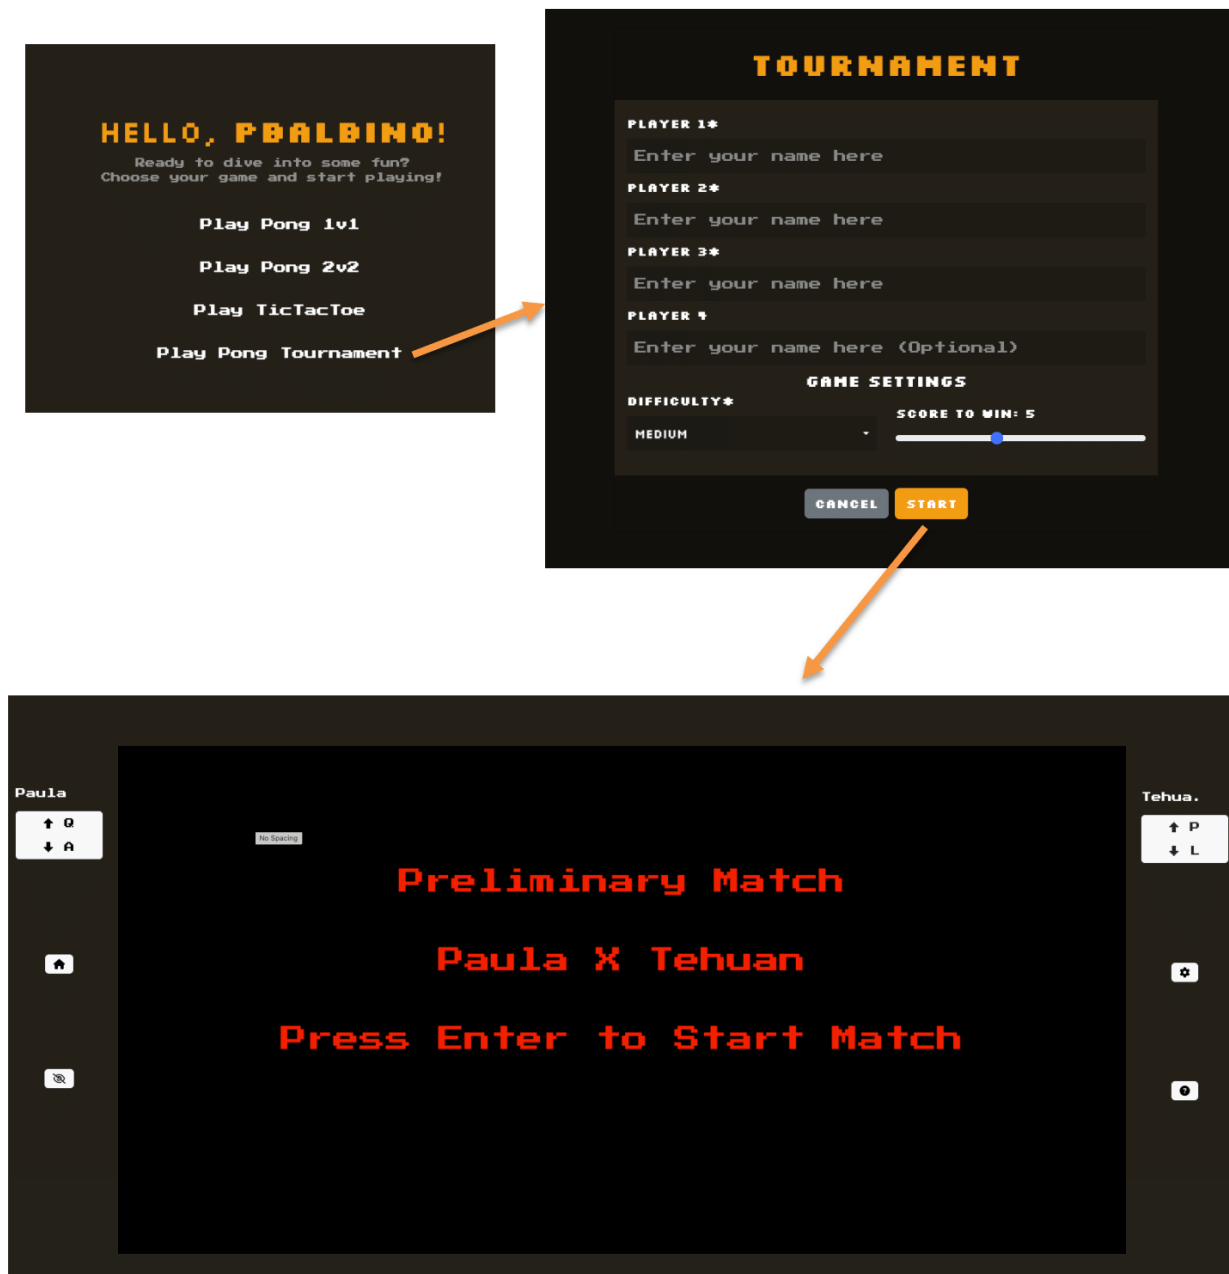 HELLO, PBALBINO!
Ready to dive into some fun?
Choose your game and start playing!
Play Pong 1v1
Play Pong 2v2
Play TicTacToe
Play Pong Tournament
TOURNAMENT
PLAYER 1*
Enter your name here
PLAYER 2*
Enter your name here
PLAYER 3*
Enter your name here
PLAYER 4
Enter your name here (Optional)
GAME SETTINGS
DIFFICULTY*
SCORE TO WIN: 5
MEDIUM
CANCEL START
Paula
↑ Q
↓ A
Tehua.
↑ P
↓ L
No Spacing
Preliminary Match
Paula X Tehuan
Press Enter to Start Match